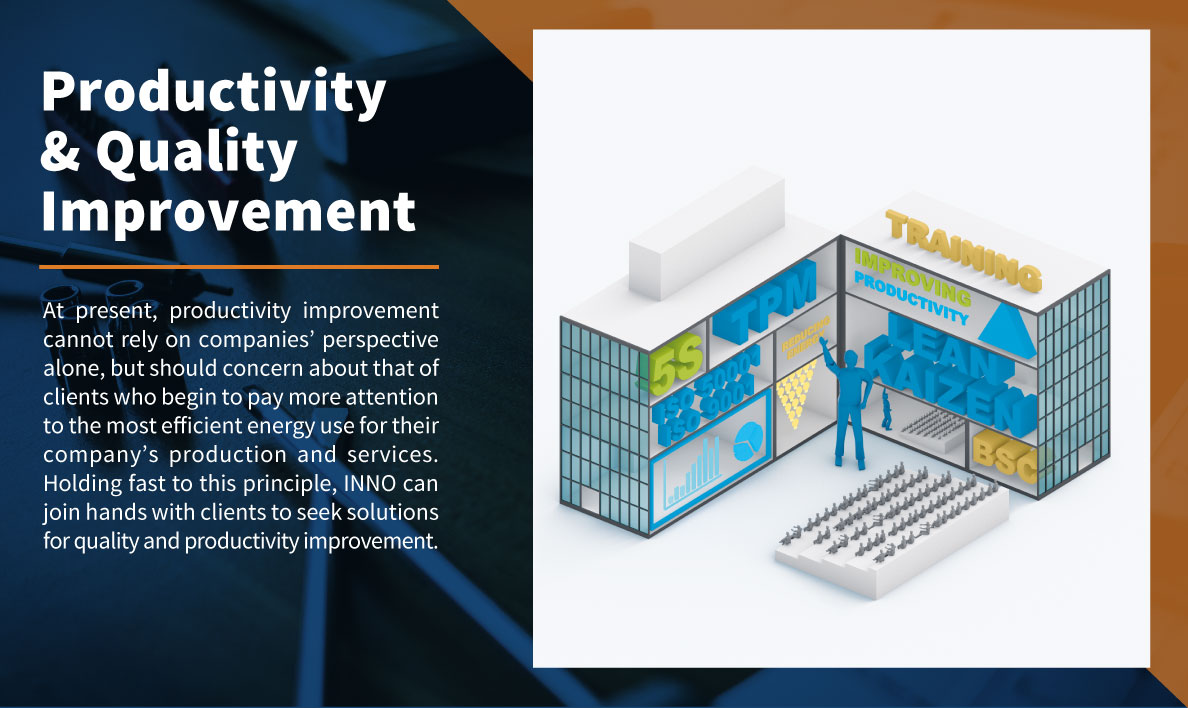 Productivity
& Quality
Improvement
At present, productivity improvement
cannot rely on companies’ perspective
alone, but should concern about that of
clients who begin to pay more attention
to the most efficient energy use for their
company’s production and services.
Holding fast to this principle, INNO can
join hands with clients to seek solutions
for quality and productivity improvement.
TRAINING
IMPROVING
PRODUCTIVITY
TPM
5S
REDUCING
ENERGY
LEAN
KAIZEN
ISO-50001
ISO-9001
BSC